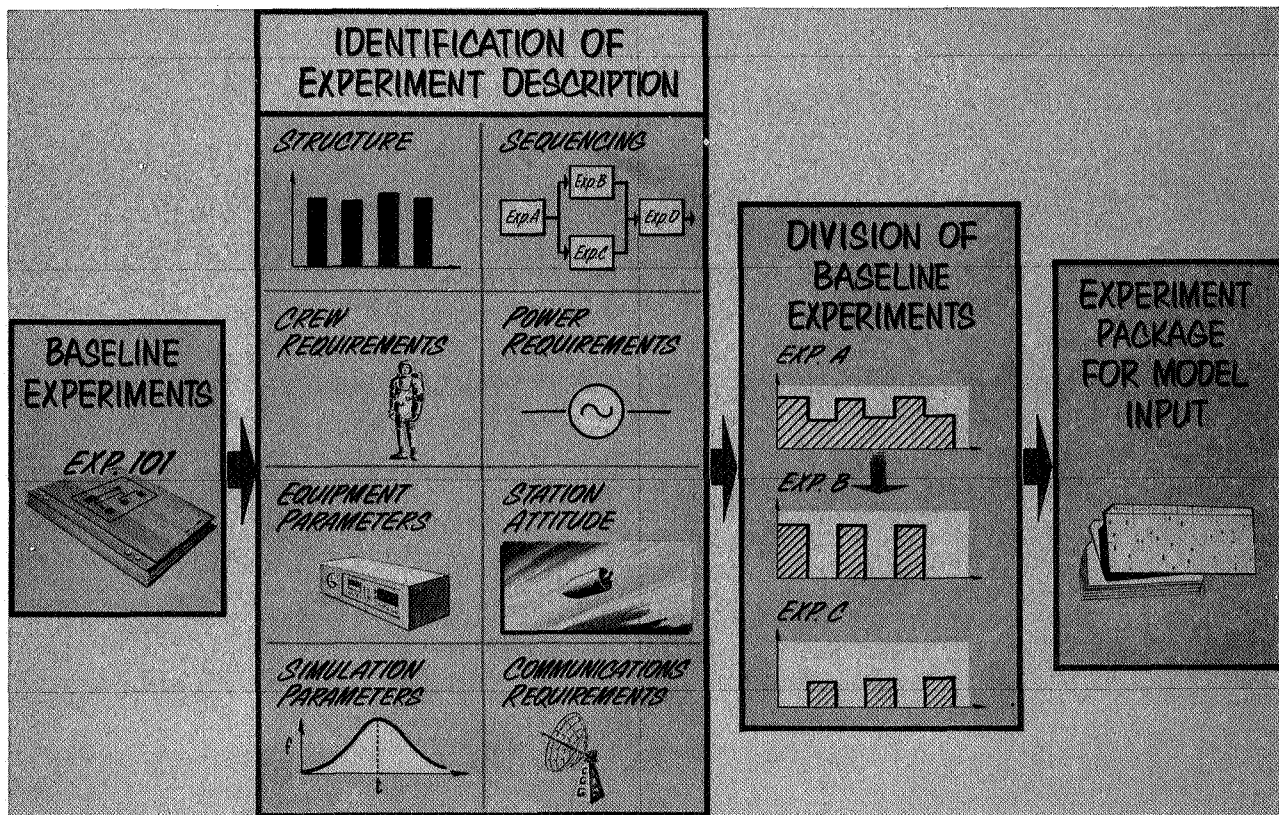 BASELINE
EXPERIMENTS
EXP. 101
IDENTIFICATION OF
EXPERIMENT DESCRIPTION
STRUCTURE
SEQUENCING
Exp.A
Exp.B
Exp.C
Exp.D
CREW
REQUIREMENTS
POWER
REQUIREMENTS
EQUIPMENT
PARAMETERS
STATION
ATTITUDE
SIMULATION
PARAMETERS
f
t
COMMUNICATIONS
REQUIREMENTS
DIVISION OF
BASELINE
EXPERIMENTS
EXP. A
EXP. B
EXP. C
EXPERIMENT
PACKAGE
FOR MODEL
INPUT